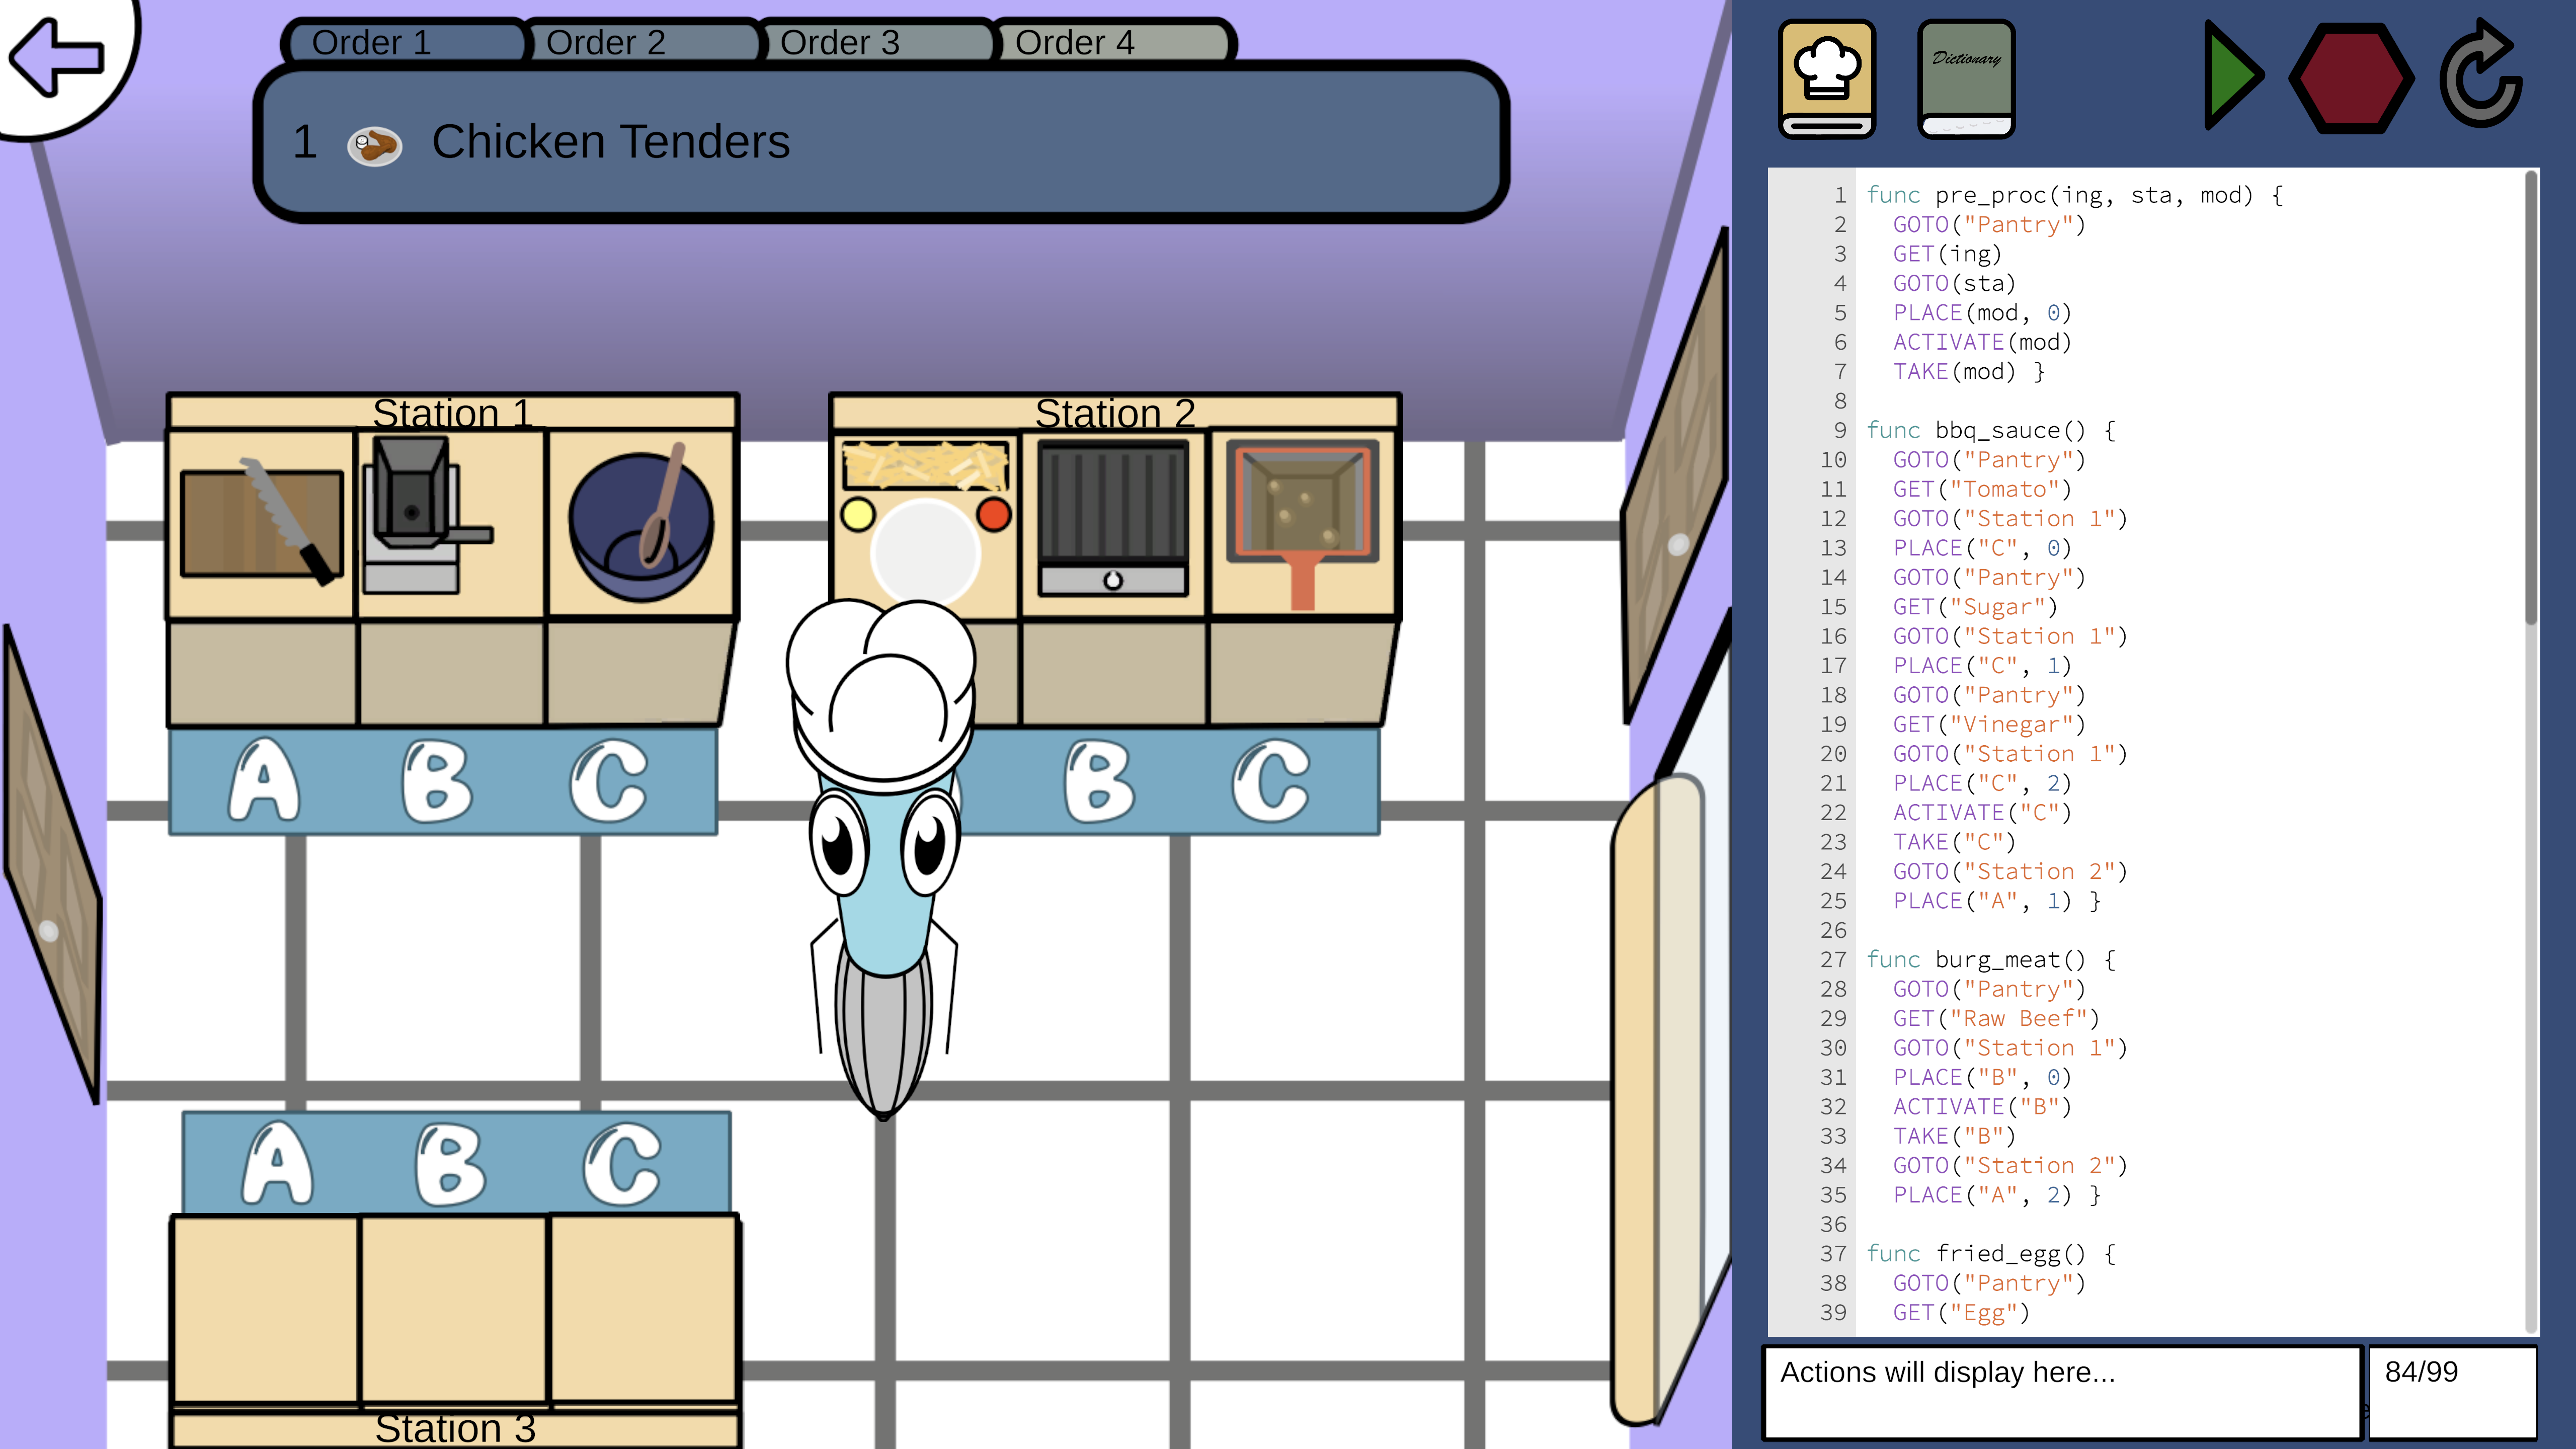 Order 1
Order 2
Order 3
Order 4
1 Chicken Tenders
Station 1
Station 2
A B C
B C
A B C
Station 3
Dictionary
1 func pre_proc(ing, sta, mod) {
2 GOTO("Pantry")
3 GET(ing)
4 GOTO(sta)
5 PLACE(mod, 0)
6 ACTIVATE(mod)
7 TAKE(mod) }
8
9 func bbq_sauce() {
10 GOTO("Pantry")
11 GET("Tomato")
12 GOTO("Station 1")
13 PLACE("C", 0)
14 GOTO("Pantry")
15 GET("Sugar")
16 GOTO("Station 1")
17 PLACE("C", 1)
18 GOTO("Pantry")
19 GET("Vinegar")
20 GOTO("Station 1")
21 PLACE("C", 2)
22 ACTIVATE("C")
23 TAKE("C")
24 GOTO("Station 2")
25 PLACE("A", 1) }
26
27 func burg_meat() {
28 GOTO("Pantry")
29 GET("Raw Beef")
30 GOTO("Station 1")
31 PLACE("B", 0)
32 ACTIVATE("B")
33 TAKE("B")
34 GOTO("Station 2")
35 PLACE("A", 2) }
36
37 func fried_egg() {
38 GOTO("Pantry")
39 GET("Egg")
Actions will display here...
84/99